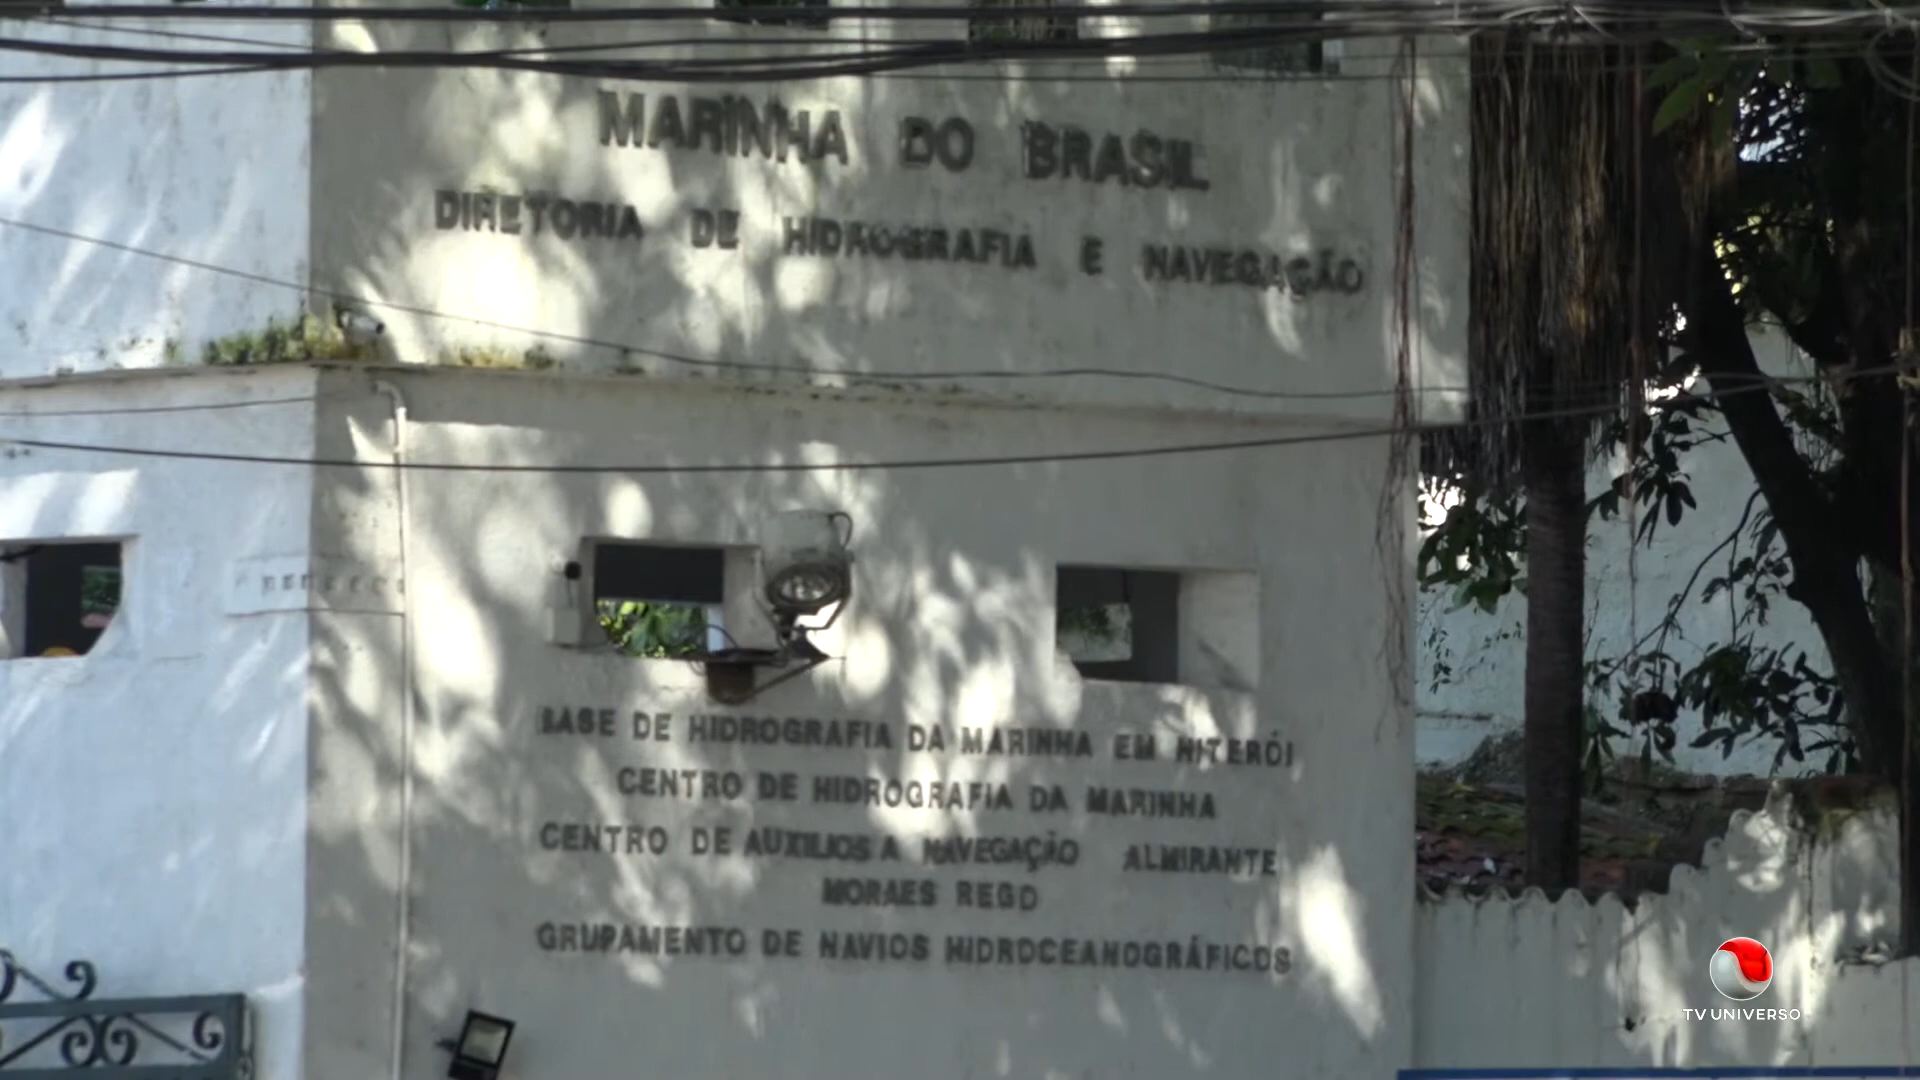 MARINHA DO BRASIL
DIRETORIA DE HIDROGRAFIA E NAVEGAÇÃO
BASE DE HIDROGRAFIA DA MARINHA EM NITERÓI
CENTRO DE HIDROGRAFIA DA MARINHA
CENTRO DE AUXILIOS A NAVEGAÇÃO ALMIRANTE
MORAES REGO
GRUPAMENTO DE NAVIOS HIDROCEANOGRÁFICOS
TV UNIVERSO